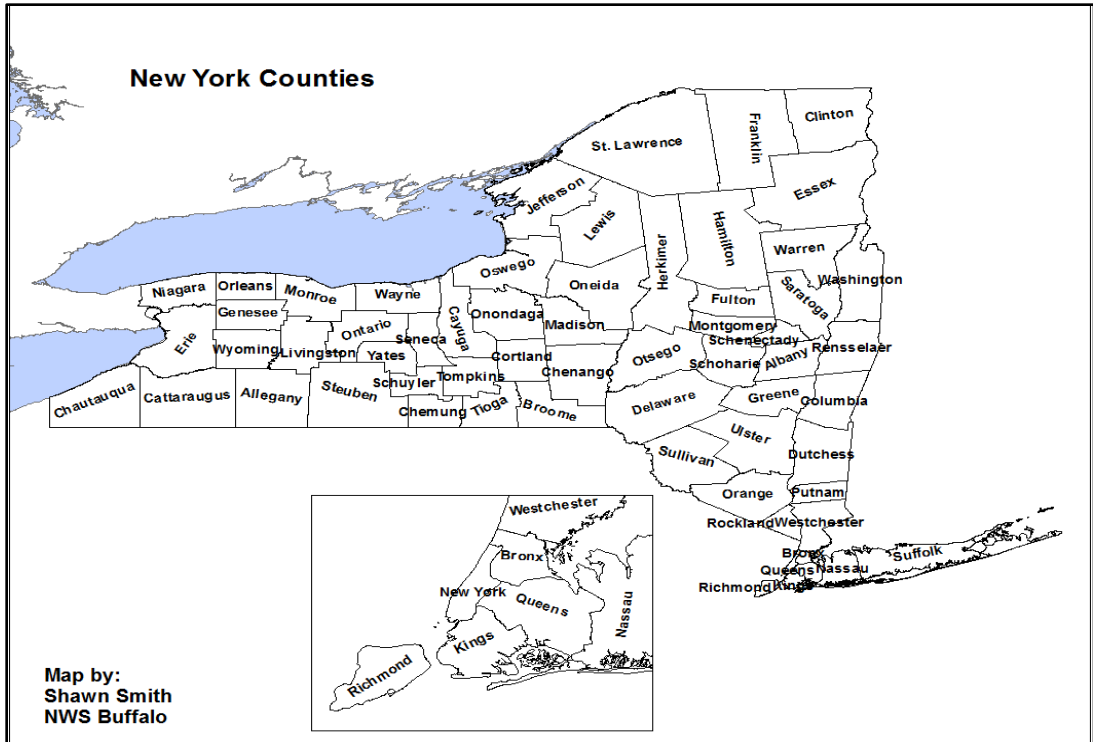 New York Counties
Clinton
Franklin
St. Lawrence
Essex
Jefferson
Lewis
Hamilton
Herkimer
Warren
Washington
Oswego
Oneida
Saratoga
Niagara
Orleans
Monroe
Wayne
Fulton
Genesee
Cayuga
Onondaga
Madison
Montgomery
Erie
Ontario
Seneca
Schenectady
Wyoming
Livingston
Yates
Cortland
Otsego
Schoharie
Albany
Rensselaer
Chenango
Chautauqua
Cattaraugus
Allegany
Steuben
Schuyler
Tompkins
Chemung
Tioga
Broome
Delaware
Greene
Columbia
Ulster
Sullivan
Dutchess
Orange
Putnam
Rockland
Westchester
Bronx
Suffolk
Queens
Nassau
Richmond
Kings
Westchester
Bronx
New York
Queens
Nassau
Kings
Richmond
Map by:
Shawn Smith
NWS Buffalo